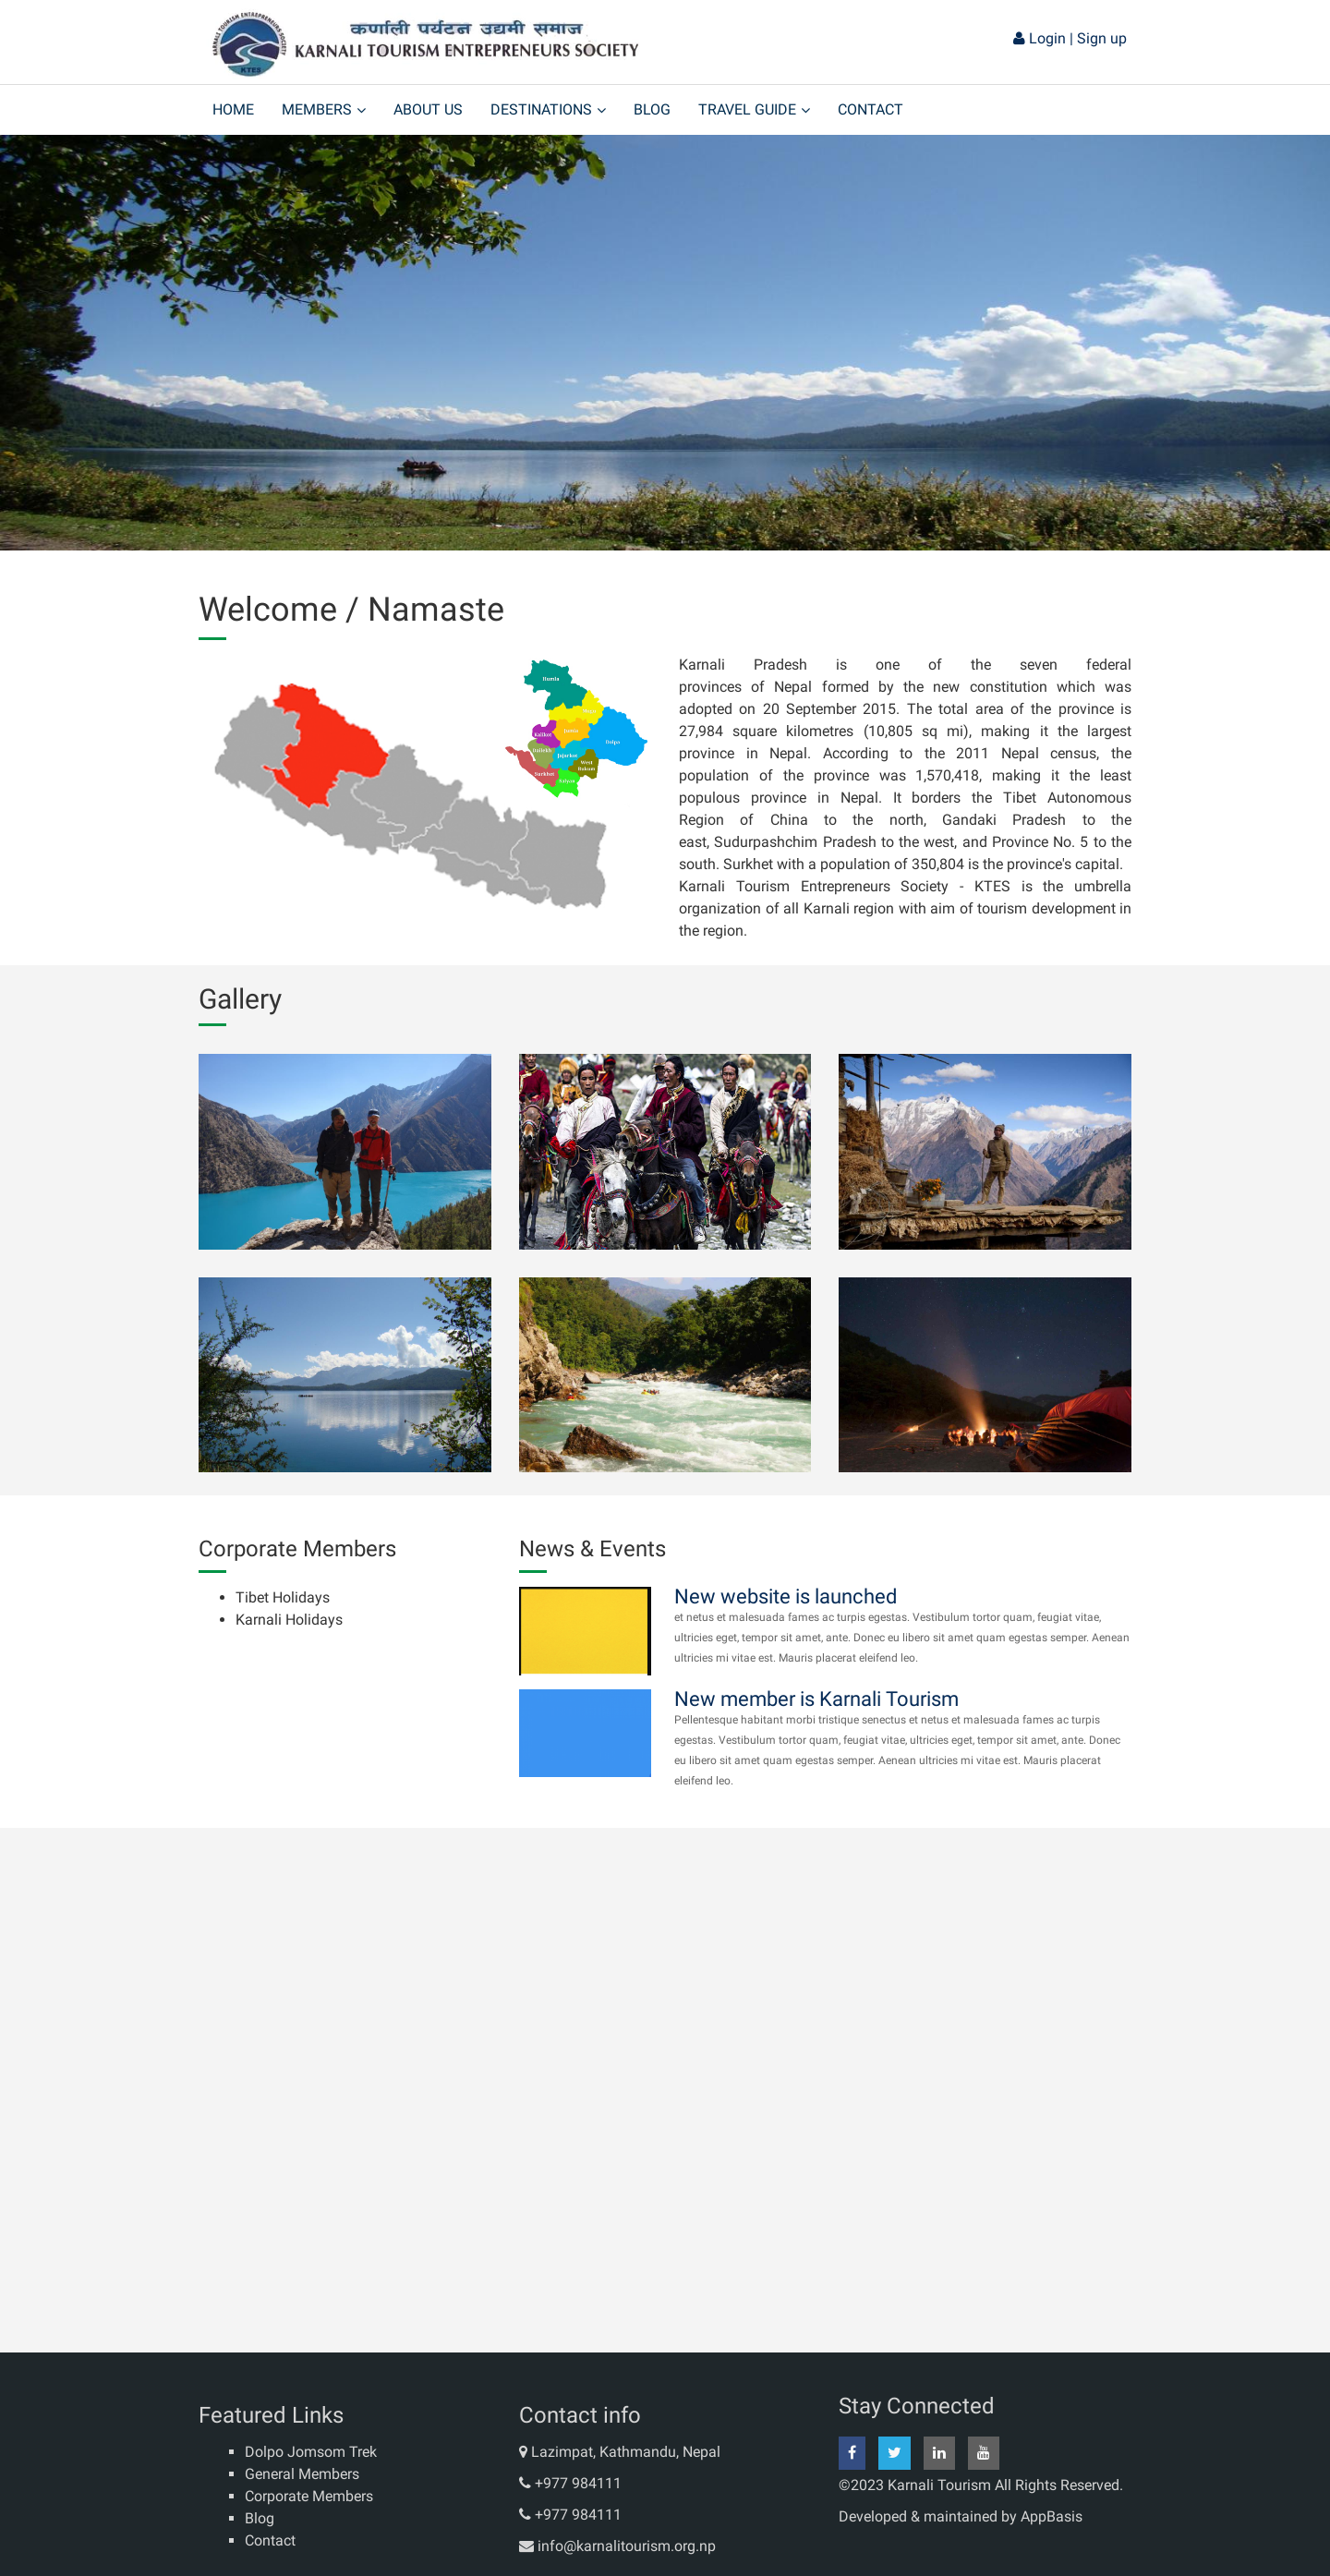 कर्णाली पर्यटन उद्यमी समाज
KARNALI TOURISM ENTREPRENEURS SOCIETY
KTES
Login | Sign up
HOME MEMBERS ABOUT US DESTINATIONS BLOG TRAVEL GUIDE CONTACT
Welcome / Namaste
Humla
Dolpa
Kalikot
Dailekh
Jajarkot
West
Rukum
Surkhet
Karnali Pradesh is one of the seven federal
provinces of Nepal formed by the new constitution which was
adopted on 20 September 2015. The total area of the province is
27,984 square kilometres (10,805 sq mi), making it the largest
province in Nepal. According to the 2011 Nepal census, the
population of the province was 1,570,418, making it the least
populous province in Nepal. It borders the Tibet Autonomous
Region of China to the north, Gandaki Pradesh to the
east, Sudurpashchim Pradesh to the west, and Province No. 5 to the
south. Surkhet with a population of 350,804 is the province's capital.
Karnali Tourism Entrepreneurs Society - KTES is the umbrella
organization of all Karnali region with aim of tourism development in
the region.
Gallery
Corporate Members
Tibet Holidays
Karnali Holidays
News & Events
New website is launched
et netus et malesuada fames ac turpis egestas. Vestibulum tortor quam, feugiat vitae,
ultricies eget, tempor sit amet, ante. Donec eu libero sit amet quam egestas semper. Aenean
ultricies mi vitae est. Mauris placerat eleifend leo.
New member is Karnali Tourism
Pellentesque habitant morbi tristique senectus et netus et malesuada fames ac turpis
egestas. Vestibulum tortor quam, feugiat vitae, ultricies eget, tempor sit amet, ante. Donec
eu libero sit amet quam egestas semper. Aenean ultricies mi vitae est. Mauris placerat
eleifend leo.
Featured Links
Dolpo Jomsom Trek
General Members
Corporate Members
Blog
Contact
Contact info
Lazimpat, Kathmandu, Nepal
+977 984111
+977 984111
info@karnalitourism.org.np
Stay Connected
©2023 Karnali Tourism All Rights Reserved.
Developed & maintained by AppBasis